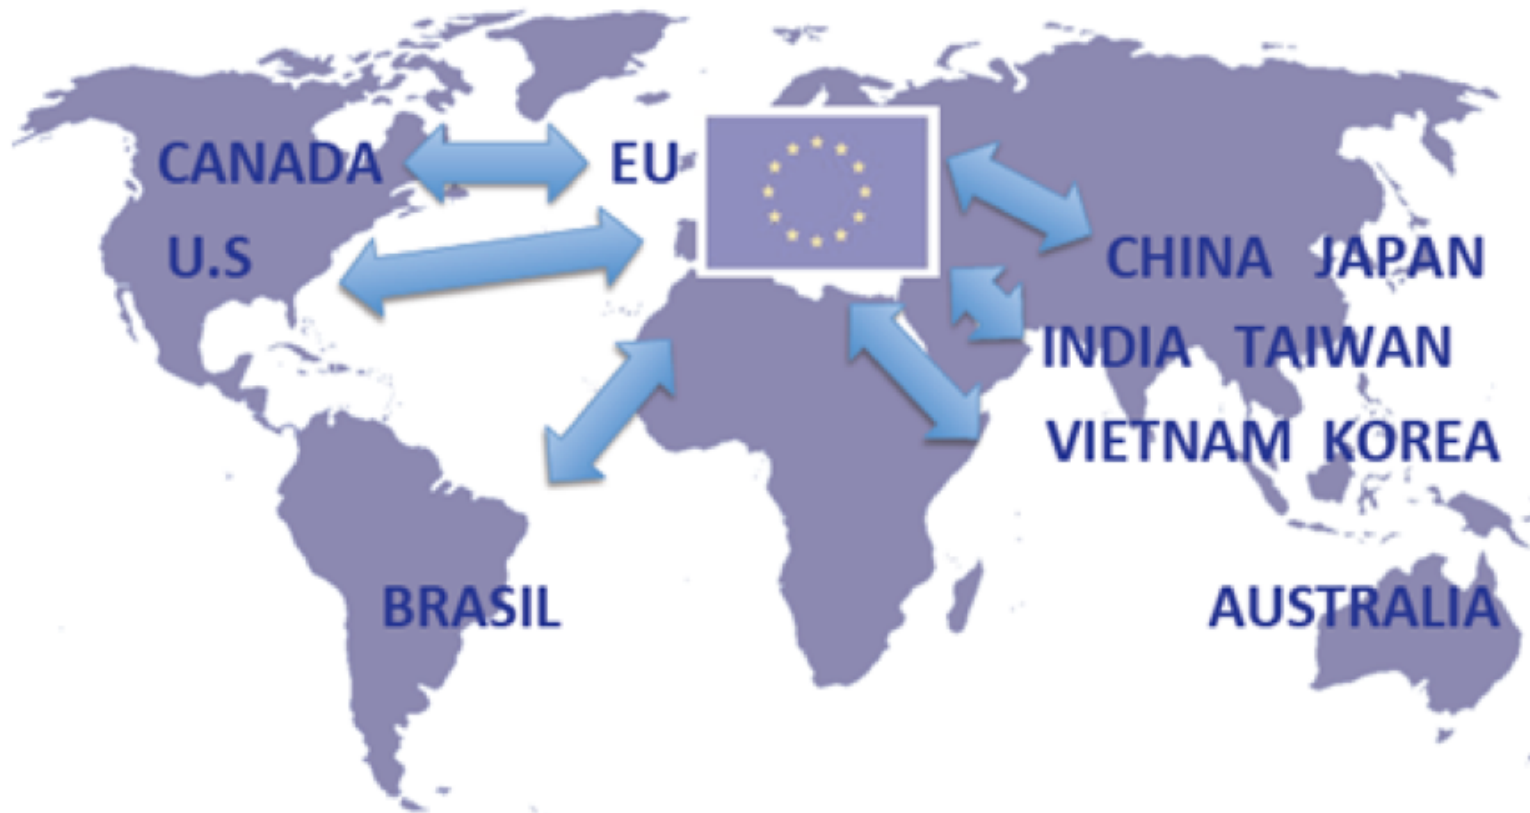 CANADA
EU
U.S
CHINA JAPAN
INDIA TAIWAN
VIETNAM KOREA
BRASIL
AUSTRALIA